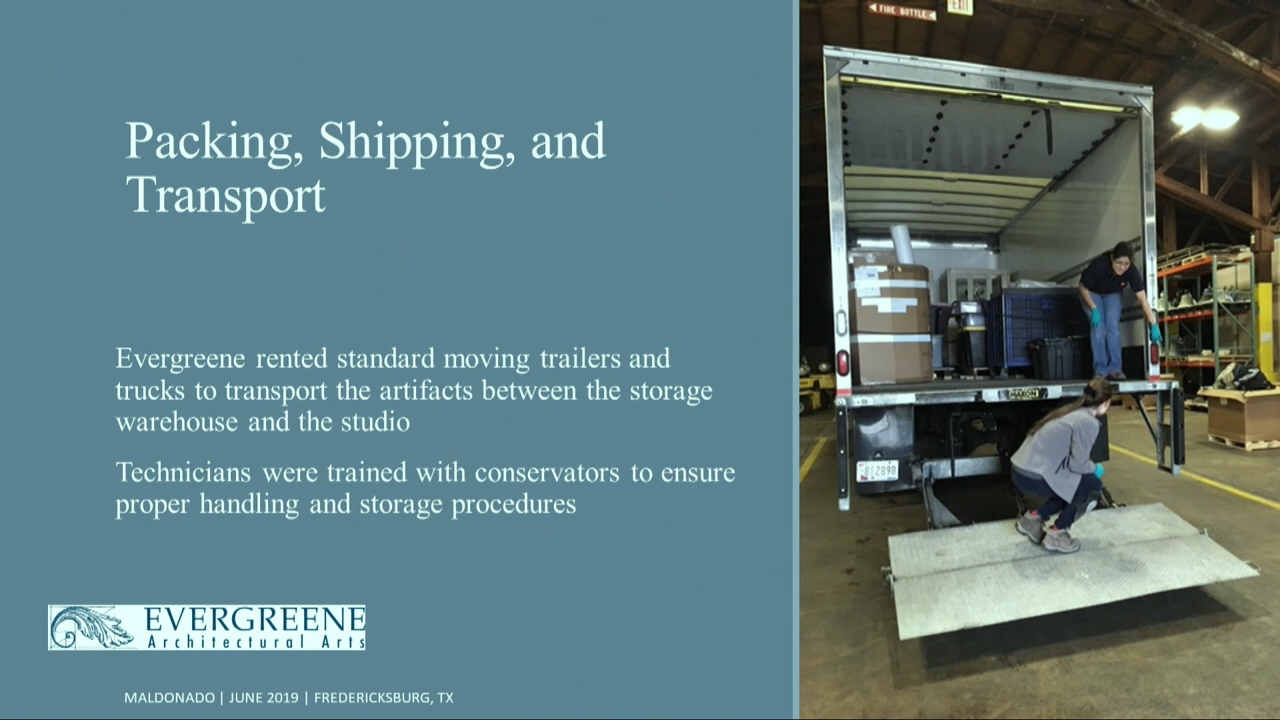 Packing, Shipping, and
Transport
Evergreene rented standard moving trailers and
trucks to transport the artifacts between the storage
warehouse and the studio
Technicians were trained with conservators to ensure
proper handling and storage procedures
EVERGREENE
Architectural Arts
MALDONADO | JUNE 2019 | FREDERICKSBURG, TX
FIRE BOTTLE
EXIT
MAXON